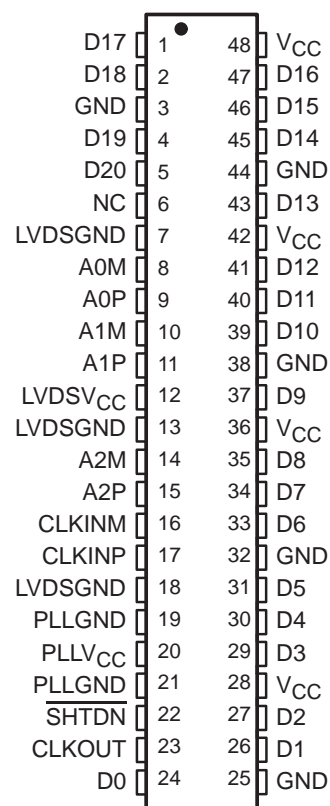 D17 1 48 VCC
D18 2 47 D16
GND 3 46 D15
D19 4 45 D14
D20 5 44 GND
NC 6 43 D13
LVDSGND 7 42 VCC
A0M 8 41 D12
A0P 9 40 D11
A1M 10 39 D10
A1P 11 38 GND
LVDSVCC 12 37 D9
LVDSGND 13 36 VCC
A2M 14 35 D8
A2P 15 34 D7
CLKINM 16 33 D6
CLKINP 17 32 GND
LVDSGND 18 31 D5
PLLGND 19 30 D4
PLLVCC 20 29 D3
PLLGND 21 28 VCC
SHTDN 22 27 D2
CLKOUT 23 26 D1
D0 24 25 GND